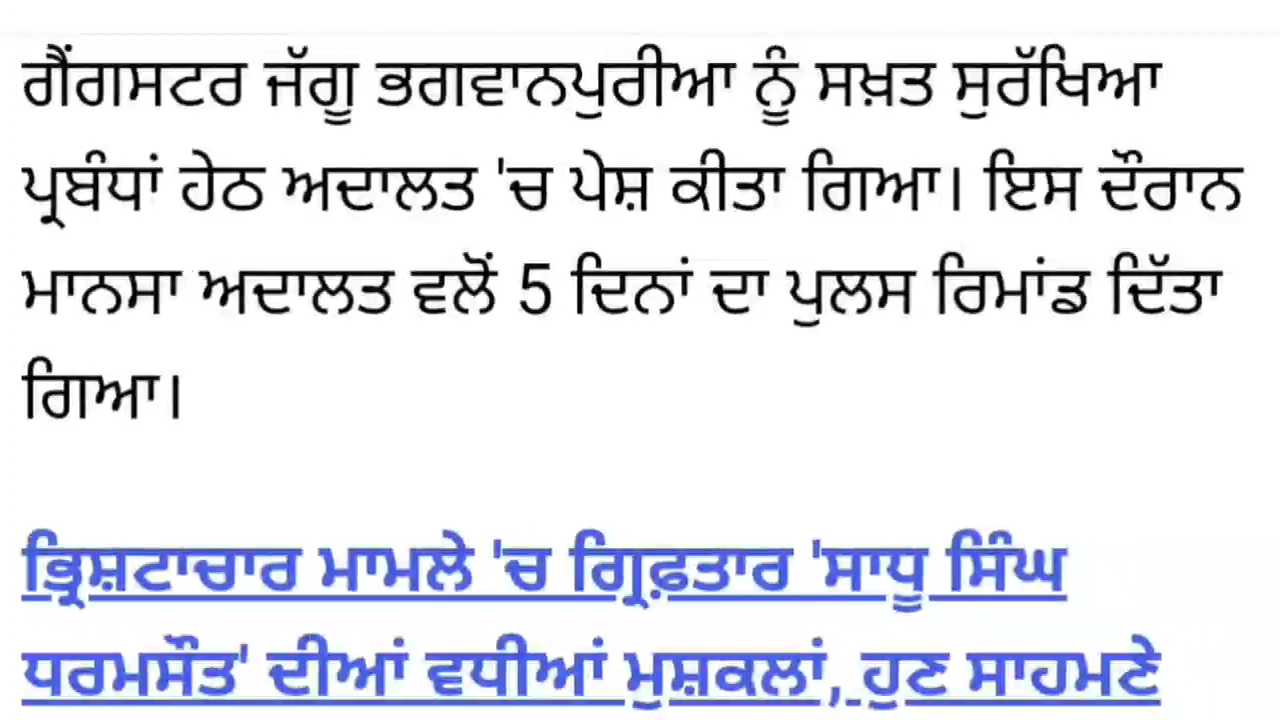 ਗੈਂਗਸਟਰ ਜੱਗੂ ਭਗਵਾਨਪੁਰੀਆ ਨੂੰ ਸਖ਼ਤ ਸੁਰੱਖਿਆ
ਪ੍ਰਬੰਧਾਂ ਹੇਠ ਅਦਾਲਤ 'ਚ ਪੇਸ਼ ਕੀਤਾ ਗਿਆ। ਇਸ ਦੌਰਾਨ
ਮਾਨਸਾ ਅਦਾਲਤ ਵਲੋਂ 5 ਦਿਨਾਂ ਦਾ ਪੁਲਸ ਰਿਮਾਂਡ ਦਿੱਤਾ
ਗਿਆ।
ਭ੍ਰਿਸ਼ਟਾਚਾਰ ਮਾਮਲੇ 'ਚ ਗ੍ਰਿਫ਼ਤਾਰ 'ਸਾਧੂ ਸਿੰਘ
ਧਰਮਸੌਤ' ਦੀਆਂ ਵਧੀਆਂ ਮੁਸ਼ਕਲਾਂ, ਹੁਣ ਸਾਹਮਣੇ